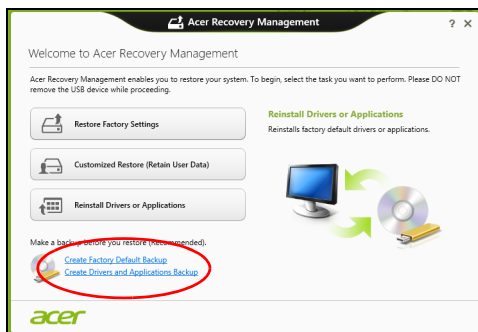 Acer Recovery Management
? ×
Welcome to Acer Recovery Management
Acer Recovery Management enables you to restore your system. To begin, select the task you want to perform. Please DO NOT
remove the USB device while proceeding.
Restore Factory Settings
Customized Restore (Retain User Data)
Reinstall Drivers or Applications
Reinstall Drivers or Applications
Reinstalls factory default drivers or applications.
Make a backup before you restore (Recommended).
Create Factory Default Backup
Create Drivers and Applications Backup
acer